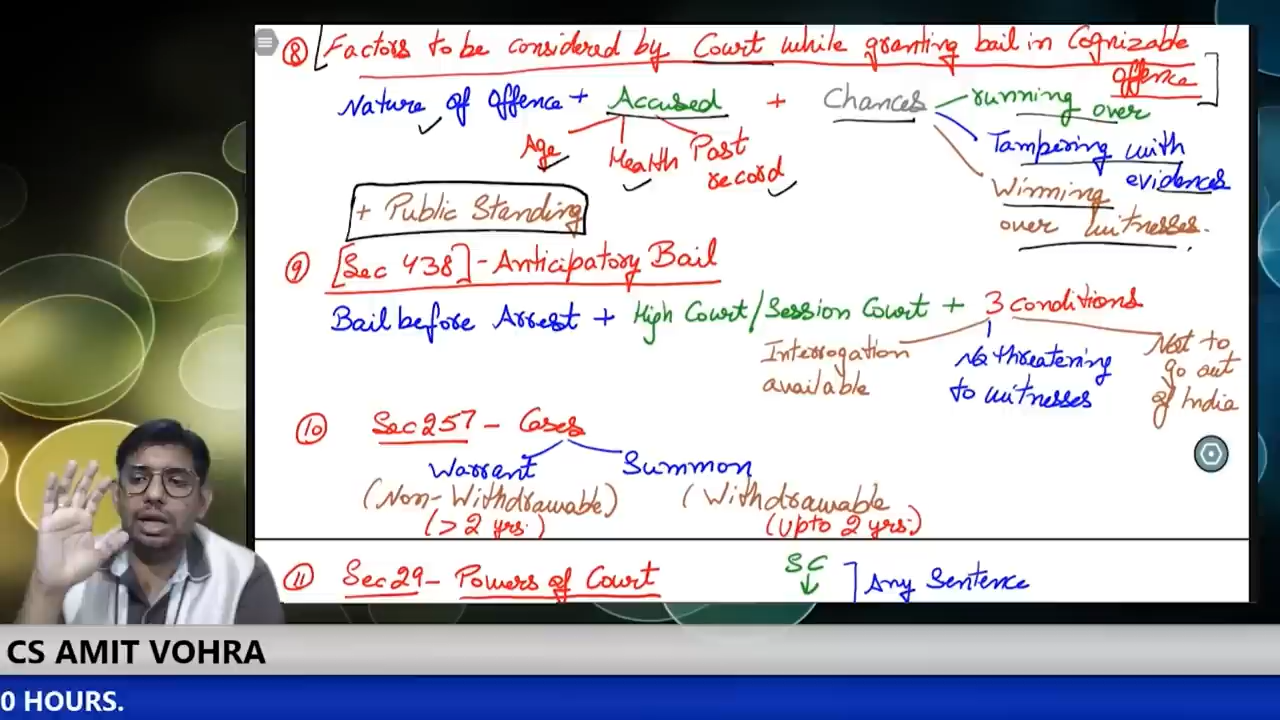 ⑧ [Factors to be considered by Court while granting bail in Cognizable
offence]
Nature of Offence + Accused + Chances
running over
Tampering with
evidences
Winning
over witnesses.
Age
Health
Past
record
+ Public Standing
⑨ [Sec 438] - Anticipatory Bail
Bail before Arrest + High Court/Session Court + 3 conditions
Interrogation
available
No threatening
to witnesses
Not to
go out
of India
⑩ Sec 257 - Cases
Warrant
Summon
(Non-Withdrawable)
(Withdrawable
(> 2 yrs.)
(Upto 2 yrs.)
⑪ Sec 29 - Powers of Court
SC ] Any Sentence
CS AMIT VOHRA
0 HOURS.